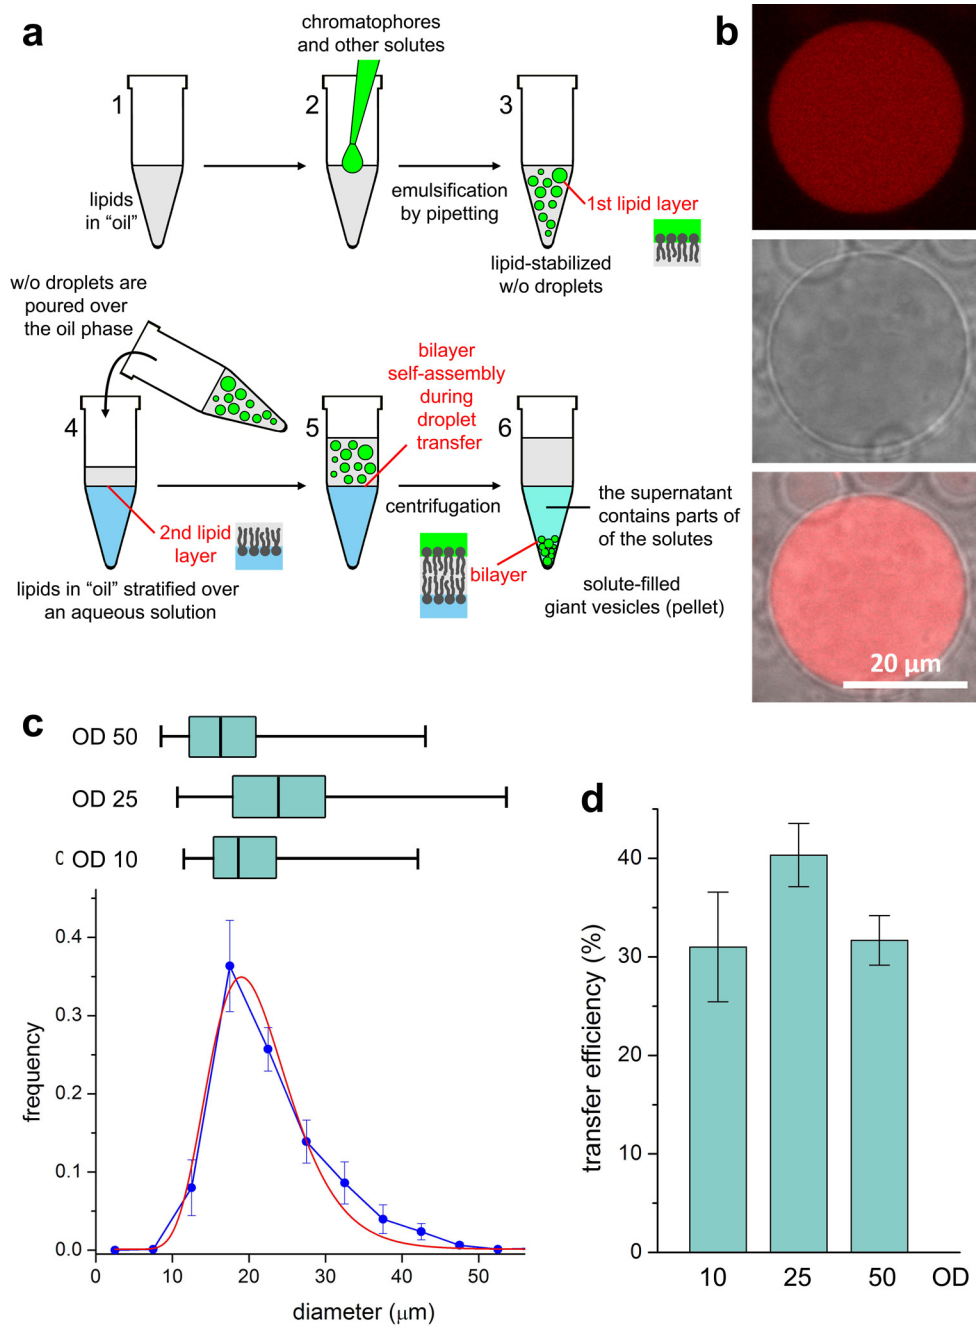 a
chromatophores
and other solutes
1
2
3
lipids
in “oil”
emulsification
by pipetting
1st lipid layer
lipid-stabilized
w/o droplets
w/o droplets are
poured over
the oil phase
bilayer
self-assembly
during
droplet
transfer
4
5
6
2nd lipid
layer
centrifugation
the supernatant
contains parts of
of the solutes
bilayer
lipids in “oil” stratified over
an aqueous solution
solute-filled
giant vesicles (pellet)
b
20 µm
c
OD 50
OD 25
OD 10
0.4
0.3
0.2
0.1
0.0
frequency
0
10
20
30
40
50
diameter (µm)
d
40
30
20
10
0
transfer efficiency (%)
10
25
50
OD